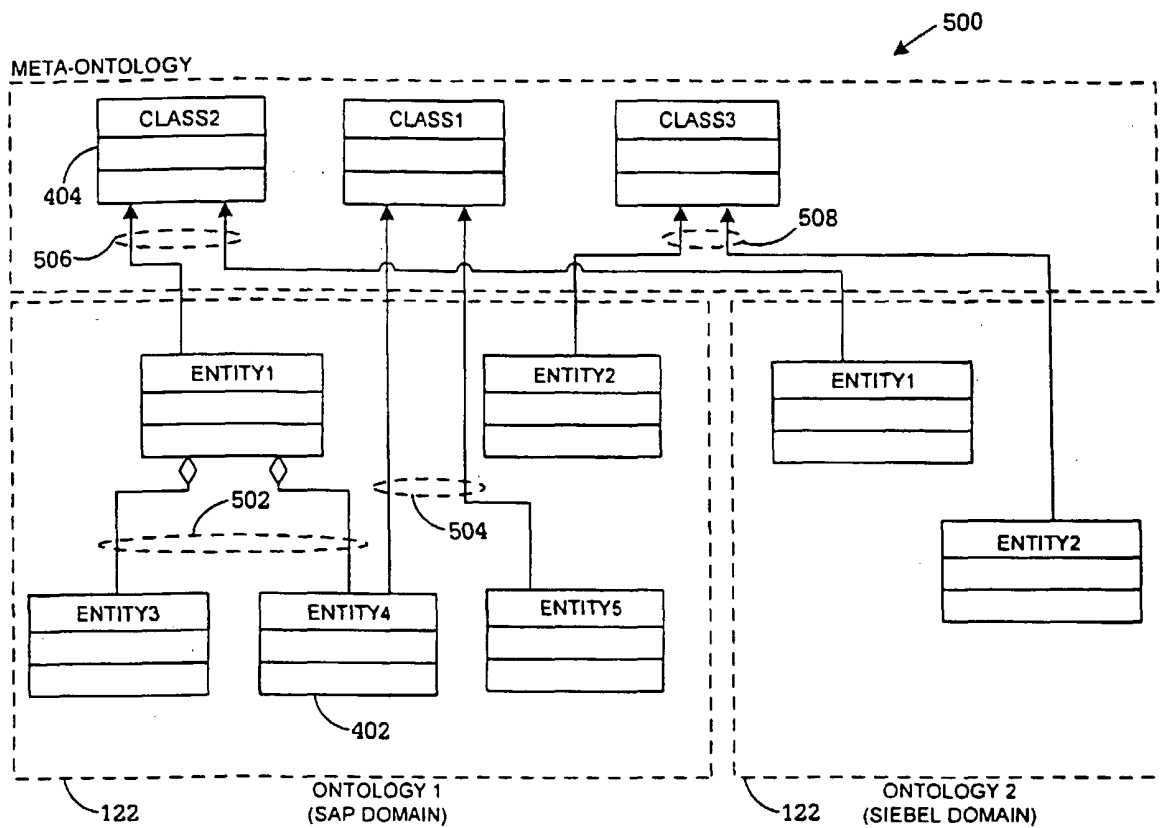 500
META-ONTOLOGY
CLASS2
CLASS1
CLASS3
404
506
508
ENTITY1
ENTITY2
ENTITY1
502
504
ENTITY2
ENTITY3
ENTITY4
ENTITY5
402
122
ONTOLOGY 1
(SAP DOMAIN)
122
ONTOLOGY 2
(SIEBEL DOMAIN)